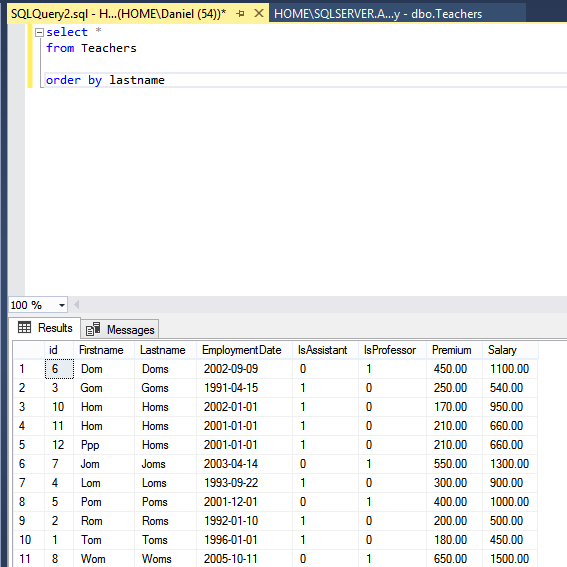 SQLQuery2.sql - H...(HOME\Daniel (54))* HOME\SQLSERVER.A...y - dbo.Teachers
select *
from Teachers
order by lastname
100 %
Results Messages
id Firstname Lastname EmploymentDate IsAssistant IsProfessor Premium Salary
1 6 Dom Doms 2002-09-09 0 1 450.00 1100.00
2 3 Gom Goms 1991-04-15 1 0 250.00 540.00
3 10 Hom Homs 2002-01-01 1 0 170.00 950.00
4 11 Hom Homs 2001-01-01 1 0 210.00 660.00
5 12 Ppp Homs 2001-01-01 1 0 210.00 660.00
6 7 Jom Joms 2003-04-14 0 1 550.00 1300.00
7 4 Lom Loms 1993-09-22 1 0 300.00 900.00
8 5 Pom Poms 2001-12-01 0 1 400.00 1000.00
9 2 Rom Roms 1992-01-10 1 0 200.00 500.00
10 1 Tom Toms 1996-01-01 1 0 180.00 450.00
11 8 Wom Woms 2005-10-11 0 1 650.00 1500.00